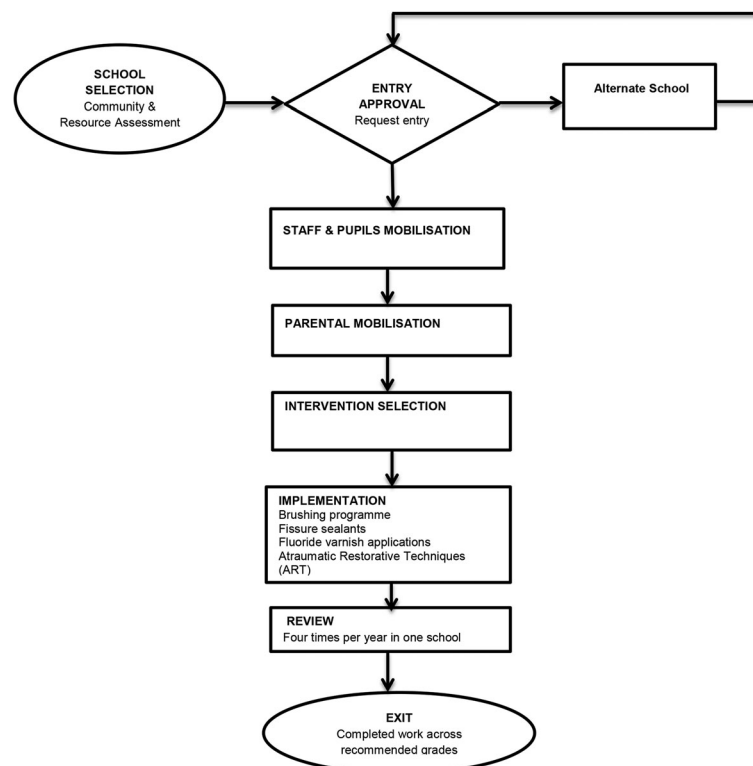 SCHOOL
SELECTION
Community &
Resource Assessment
ENTRY
APPROVAL
Request entry
Alternate School
STAFF & PUPILS MOBILISATION
PARENTAL MOBILISATION
INTERVENTION SELECTION
IMPLEMENTATION
Brushing programme
Fissure sealants
Fluoride varnish applications
Atraumatic Restorative Techniques
(ART)
REVIEW
Four times per year in one school
EXIT
Completed work across
recommended grades